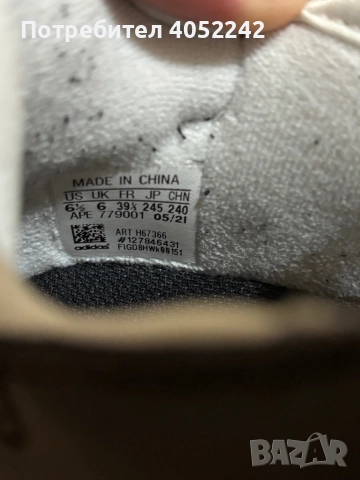 Потребител 4052242
MADE IN CHINA
US UK FR JP CHN
6½ 6 39⅓ 245 240
APE 779001 05/21
ART H67366
#127846431
adidas
BAZAR